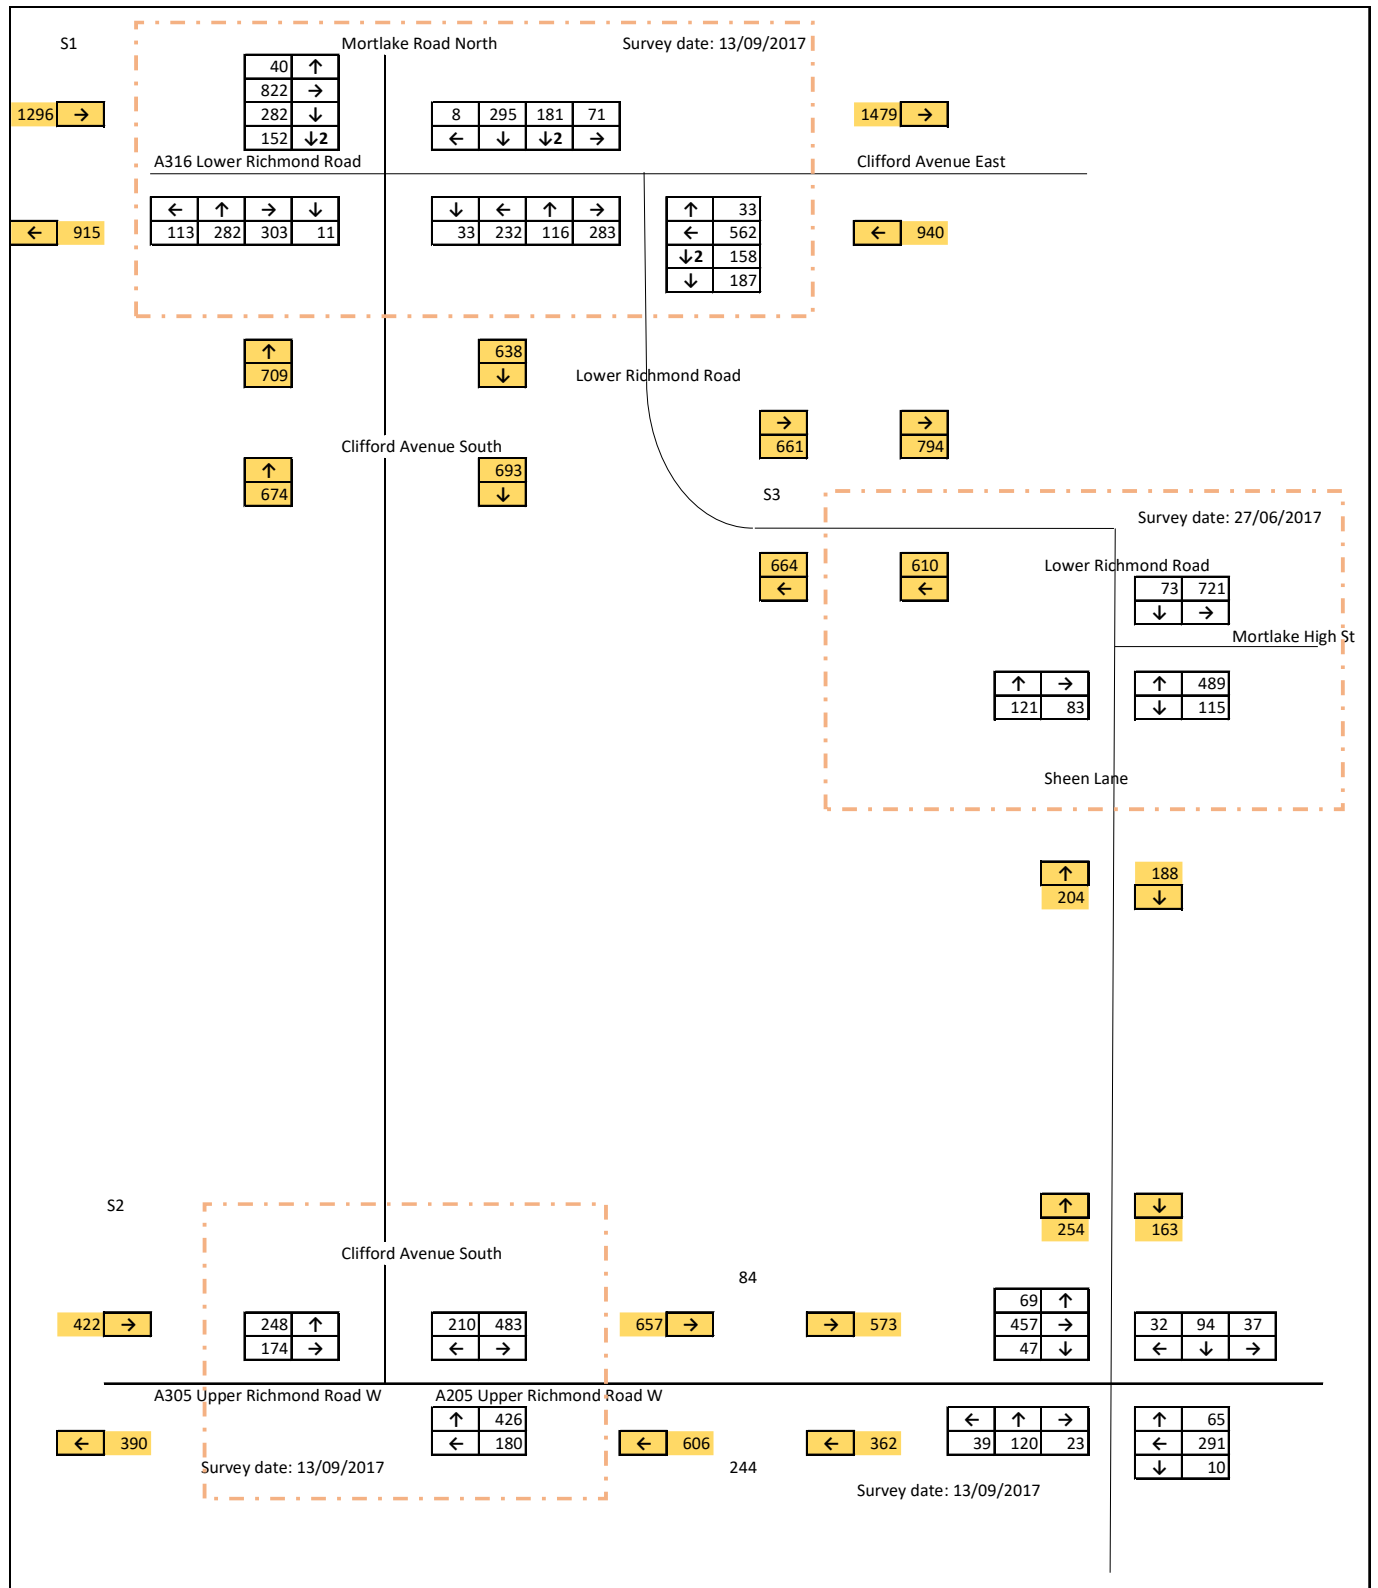 S1 Mortlake Road North Survey date: 13/09/2017
40 ↑
822 →
1296 → 282 ↓ 8 295 181 71 1479 →
152 ↓2 ← ↓ ↓2 →
A316 Lower Richmond Road Clifford Avenue East
← ↑ → ↓ ↓ ← ↑ → ↑ 33
← 915 113 282 303 11 33 232 116 283 ← 562 ← 940
↓2 158
↓ 187
↑ 638
709 ↓ Lower Richmond Road
→ →
661 794
Clifford Avenue South
↑ 693
674 ↓ S3
Survey date: 27/06/2017
664 610 Lower Richmond Road
← ← 73 721
↓ →
Mortlake High St
↑ → ↑ 489
121 83 ↓ 115
Sheen Lane
↑ 188
204 ↓
S2 ↑ ↓
254 163
Clifford Avenue South
84
69 ↑
422 → 248 ↑ 210 483 657 → → 573 457 → 32 94 37
174 → ← → 47 ↓ ← ↓ →
A305 Upper Richmond Road W A205 Upper Richmond Road W
↑ 426 ← ↑ → ↑ 65
← 390 ← 180 ← 606 ← 362 39 120 23 ← 291
Survey date: 13/09/2017 244 ↓ 10
Survey date: 13/09/2017